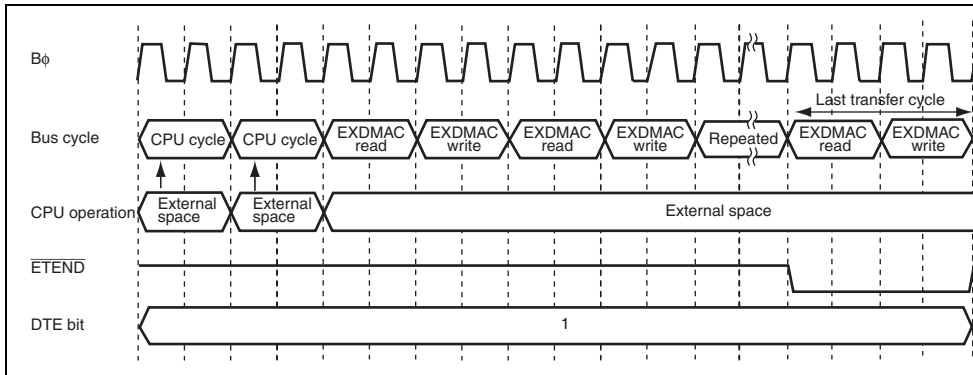 Bϕ
Last transfer cycle
Bus cycle
CPU cycle
CPU cycle
EXDMAC
read
EXDMAC
write
EXDMAC
read
EXDMAC
write
Repeated
EXDMAC
read
EXDMAC
write
CPU operation
External
space
External
space
External space
ETEND
DTE bit
1